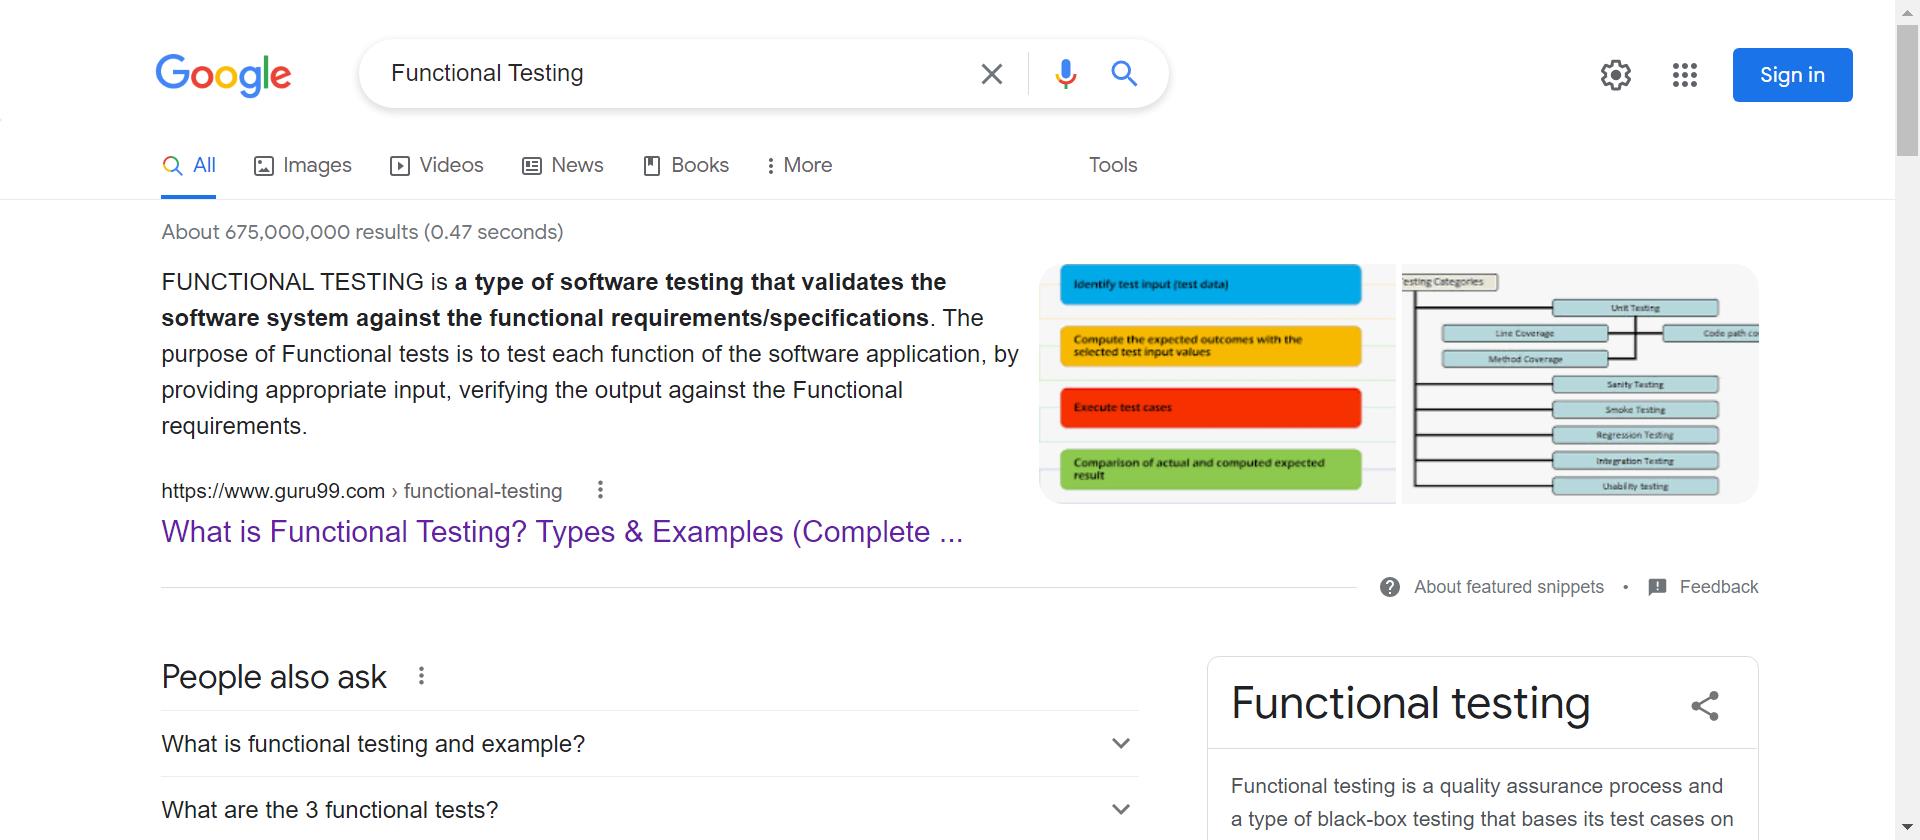 Google
Functional Testing
Sign in
All
Images
Videos
News
Books
More
Tools
About 675,000,000 results (0.47 seconds)
FUNCTIONAL TESTING is a type of software testing that validates the
software system against the functional requirements/specifications. The
purpose of Functional tests is to test each function of the software application, by
providing appropriate input, verifying the output against the Functional
requirements.
Identify test input (test data)
Compute the expected outcomes with the
selected test input values
Execute test cases
Comparison of actual and computed expected
result
esting Categories
Unit Testing
Line Coverage
Code path co
Method Coverage
Sanity Testing
Smoke Testing
Regression Testing
Integration Testing
Usability testing
https://www.guru99.com › functional-testing
What is Functional Testing? Types & Examples (Complete ...
About featured snippets • Feedback
People also ask
What is functional testing and example?
What are the 3 functional tests?
Functional testing
Functional testing is a quality assurance process and
a type of black-box testing that bases its test cases on